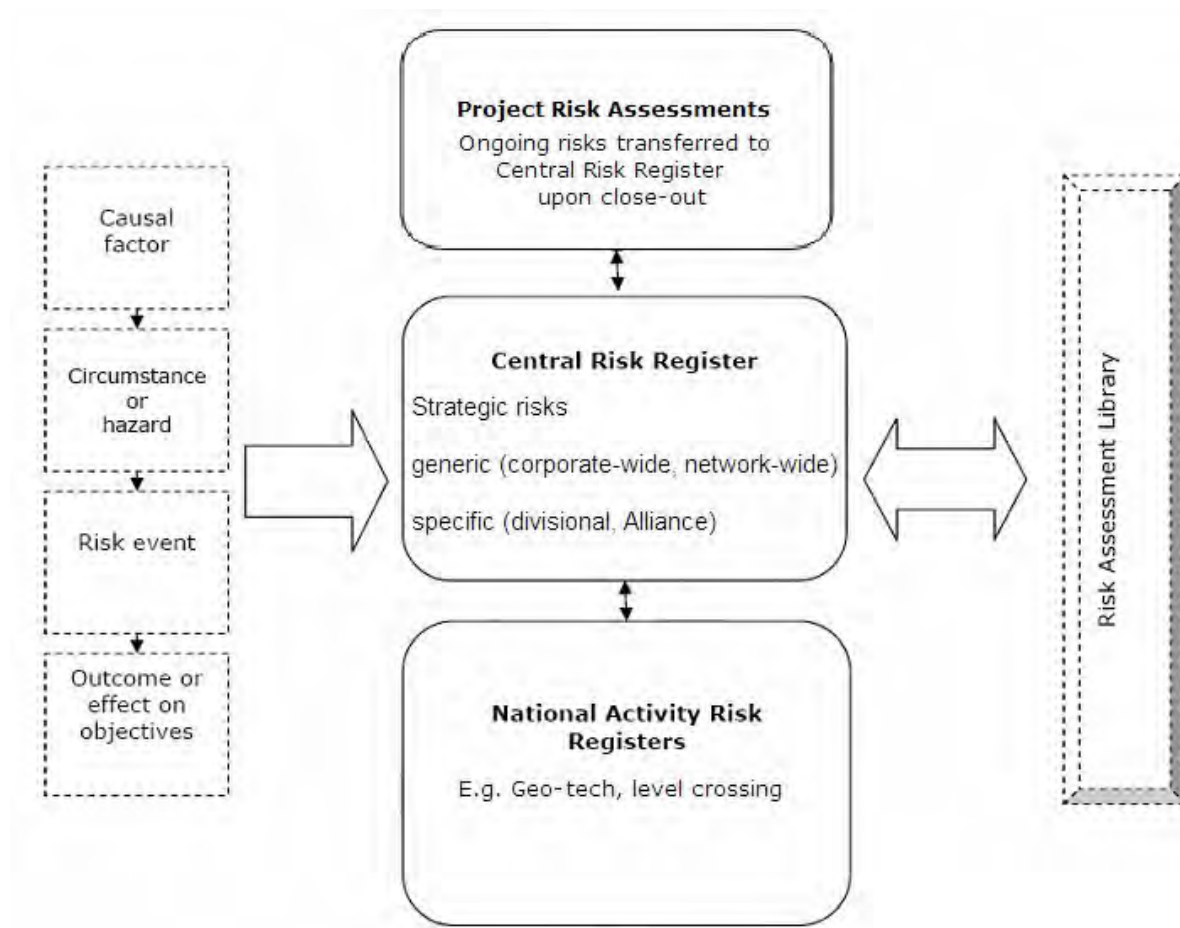 Project Risk Assessments
Ongoing risks transferred to
Central Risk Register
upon close-out
Causal
factor
Circumstance
or
hazard
Risk event
Outcome or
effect on
objectives
Central Risk Register
Strategic risks
generic (corporate-wide, network-wide)
specific (divisional, Alliance)
National Activity Risk
Registers
E.g. Geo-tech, level crossing
Risk Assessment Library